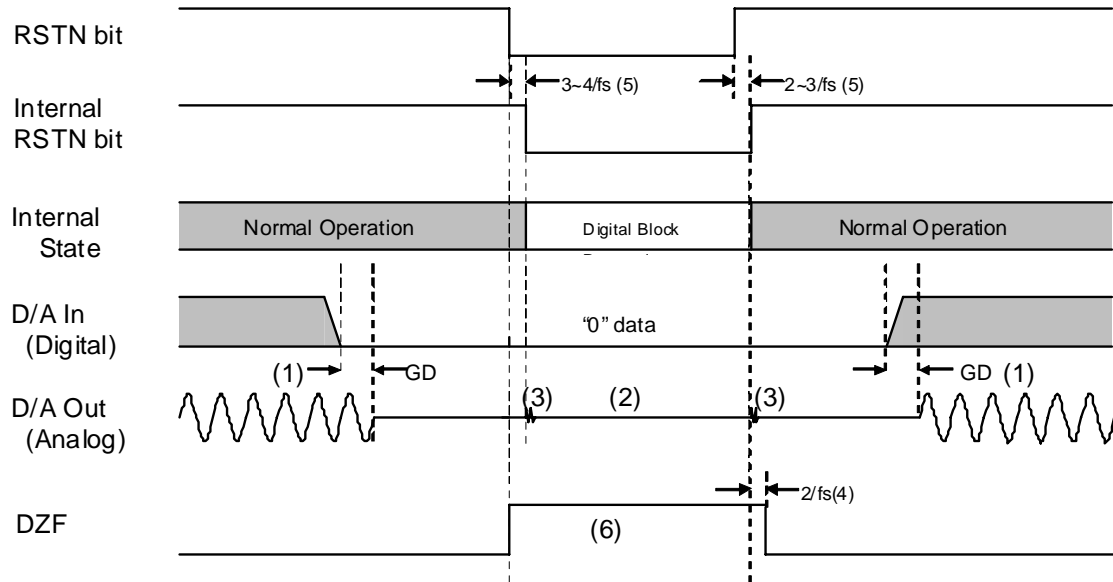 RSTN bit
3~4/fs (5)
2~3/fs (5)
Internal
RSTN bit
Internal
State
Normal Operation
Digital Block
Normal Operation
D/A In
(Digital)
“0” data
(1)
GD
GD
(1)
D/A Out
(Analog)
(3)
(2)
(3)
2/fs(4)
DZF
(6)